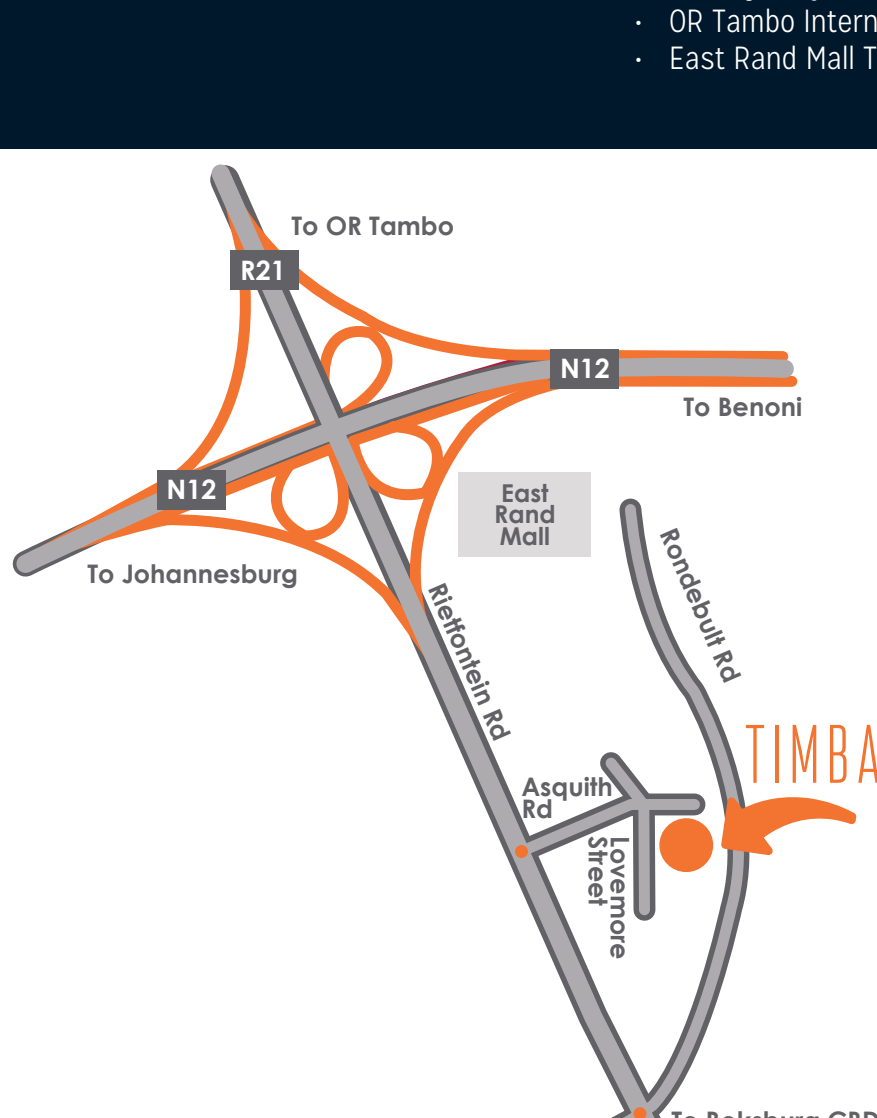 • OR Tambo Intern
• East Rand Mall T
To OR Tambo
R21
N12
To Benoni
N12
East
Rand
Mall
To Johannesburg
Rondebult Rd
Rietfontein Rd
TIMBA
Asquith
Rd
Lovemore
Street
To Boksburg CBD